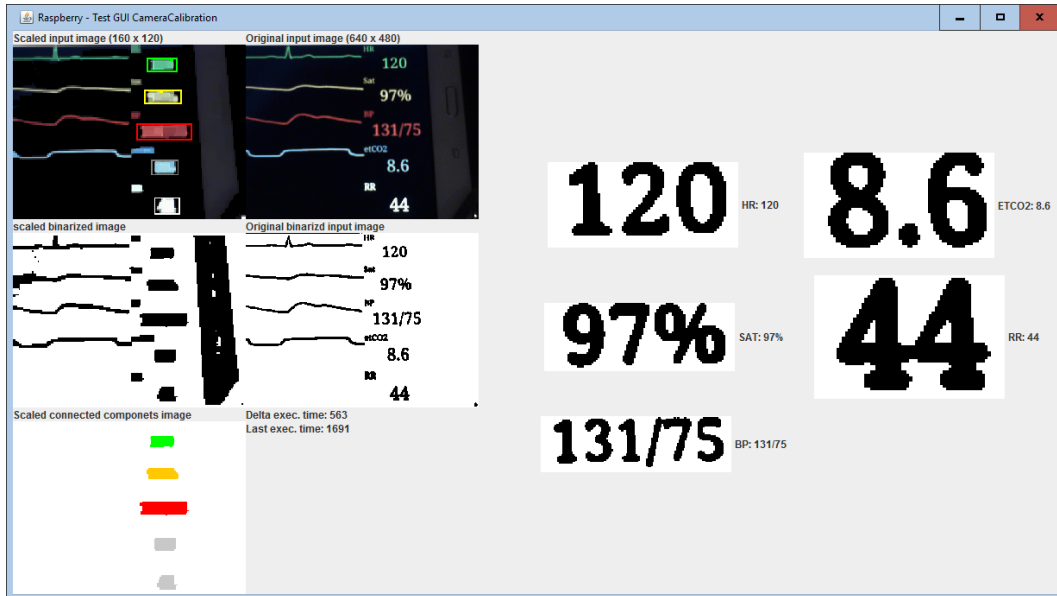 Raspberry - Test GUI CameraCalibration
Scaled input image (160 x 120)
Original input image (640 x 480)
HR
120
Sat
97%
BP
131/75
etCO2
8.6
RR
44
scaled binarized image
Original binarizd input image
HR
120
Sat
97%
BP
131/75
etCO2
8.6
RR
44
Scaled connected componets image
Delta exec. time: 563
Last exec. time: 1691
120
HR: 120
8.6
ETCO2: 8.6
97%
SAT: 97%
44
RR: 44
131/75
BP: 131/75